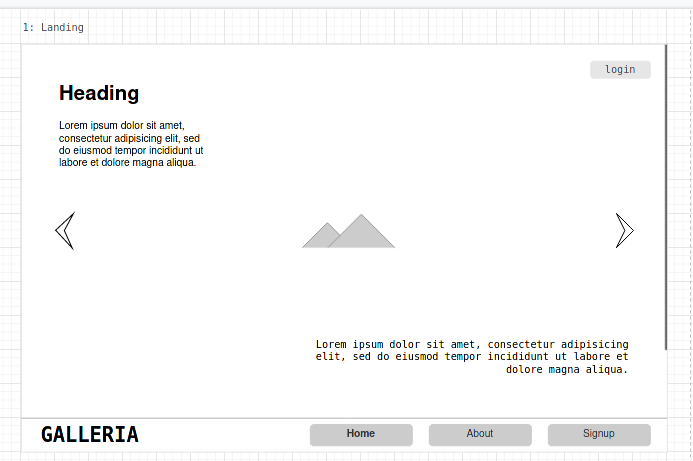 1: Landing
login
Heading
Lorem ipsum dolor sit amet,
consectetur adipisicing elit, sed
do eiusmod tempor incididunt ut
labore et dolore magna aliqua.
Lorem ipsum dolor sit amet, consectetur adipisicing
elit, sed do eiusmod tempor incididunt ut labore et
dolore magna aliqua.
GALLERIA
Home
About
Signup